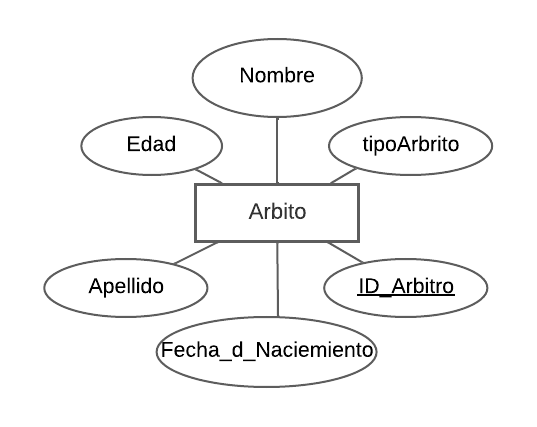 Nombre
Edad
tipoArbrito
Arbito
Apellido
ID_Arbitro
Fecha_d_Naciemiento